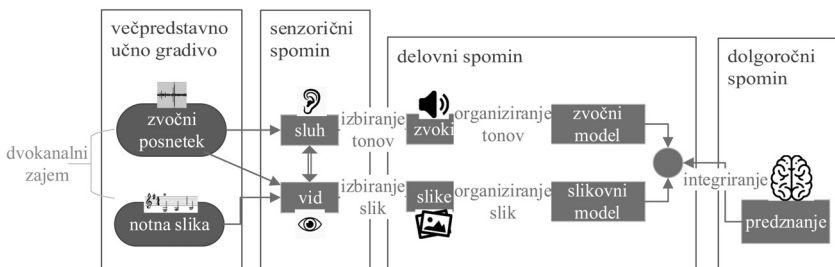 večpredstavno
učno gradivo
senzorični
spomin
delovni spomin
dolgoročni
spomin
dvokanalni
zajem
zvočni
posnetek
notna slika
sluh
vid
izbiranje
tonov
izbiranje
slik
zvoki
slike
organiziranje
tonov
organiziranje
slik
zvočni
model
slikovni
model
integriranje
predznanje